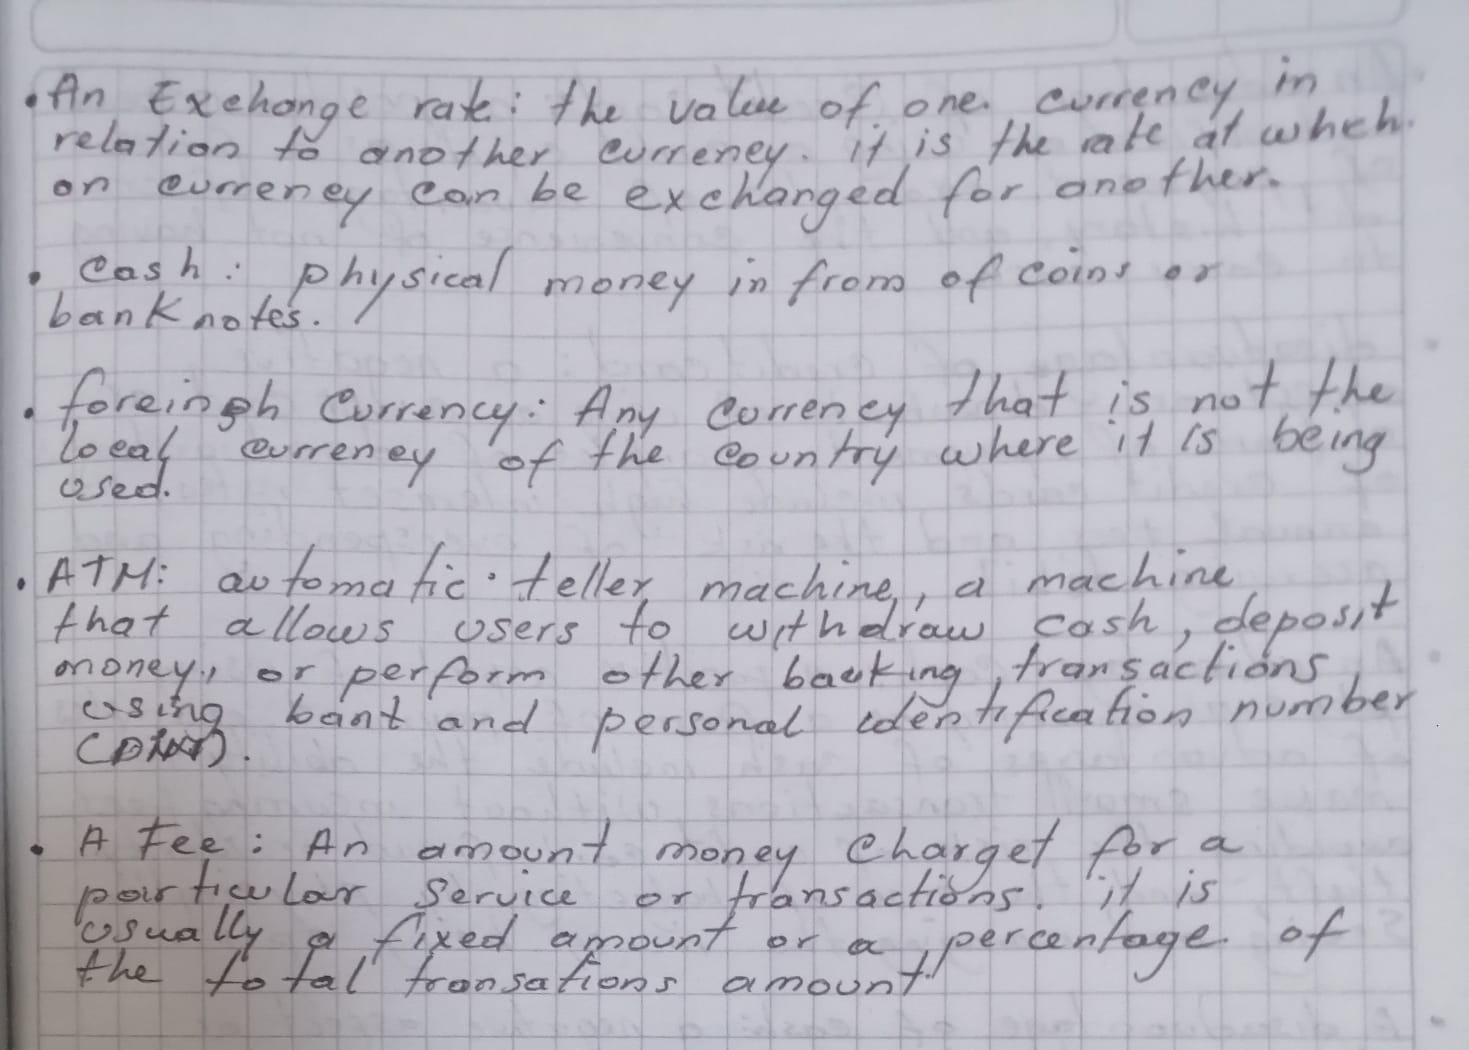 • An Exchange rate: the value of one. currency in
relation to another currency. it is the rate at wheh.
on currency can be exchanged for another.
• Cash: physical money in from of coins or
bank notes.
• foreingh Currency: Any corrency that is not the
local currency of the country where it is being
used.
• ATM: automatic. teller machine, a machine
that allows users to withdraw cash, deposit
money, or perform other banking transactions
using bant and personal identification number
• A Fee: An amount money charget for a
particular service or transactions. it is
usually a fixed amount or a percentage. of
the total transations amount.